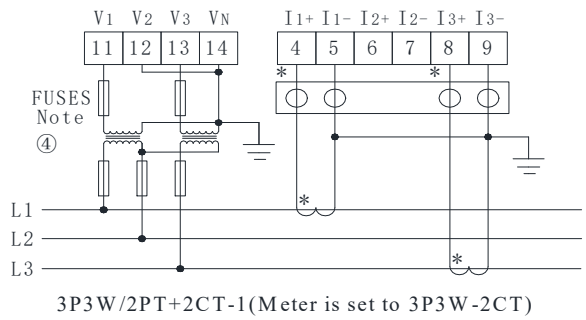 V1 V2 V3 VN I1+ I1- I2+ I2- I3+ I3-
11 12 13 14 4 5 6 7 8 9
* *
FUSES
Note
④
*
L1
L2
L3
*
3P3W/2PT+2CT-1(Meter is set to 3P3W-2CT)